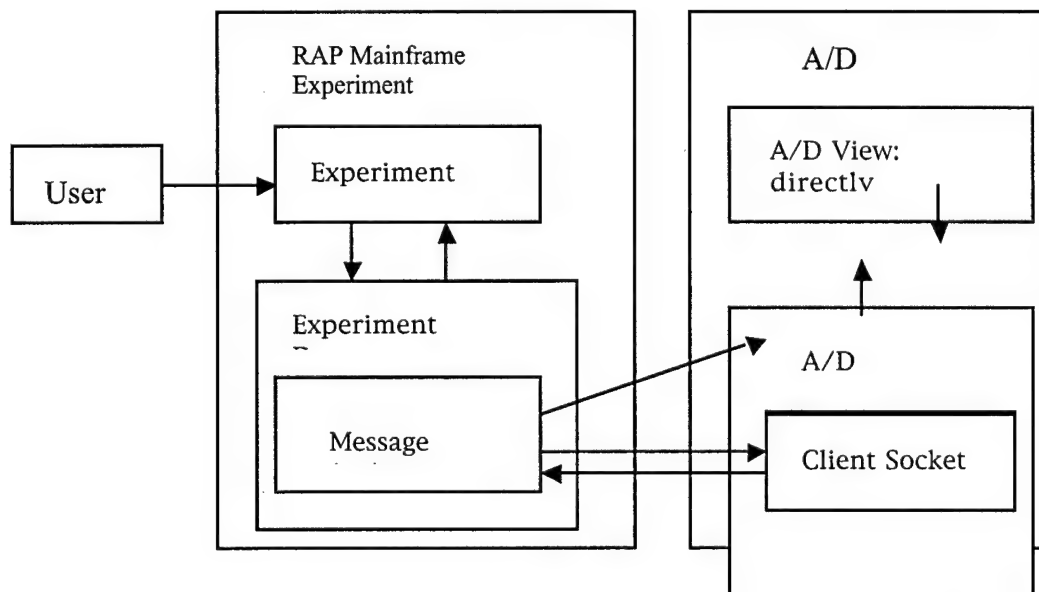 RAP Mainframe
Experiment
A/D
User
Experiment
A/D View:
directly
Experiment
A/D
Message
Client Socket